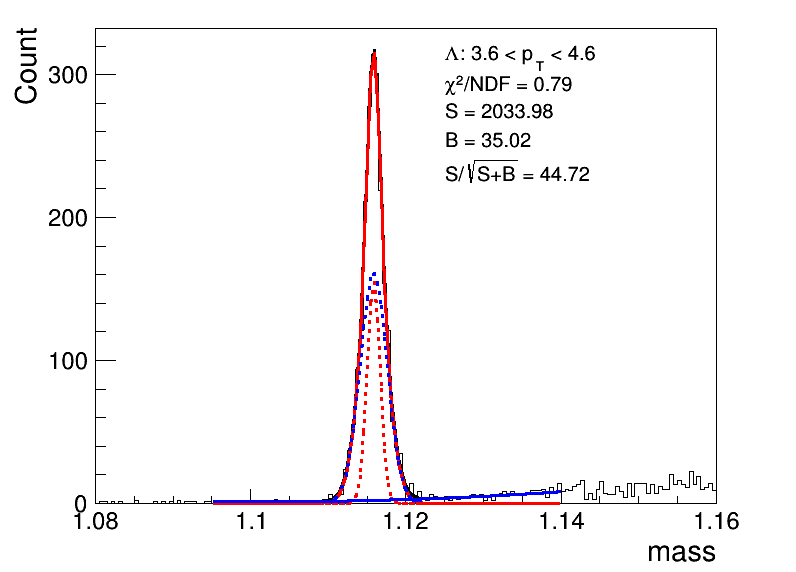 Count
300
200
100
0
1.08
1.1
1.12
1.14
1.16
mass
Λ: 3.6 < p_T < 4.6
χ²/NDF = 0.79
S = 2033.98
B = 35.02
S/√S+B = 44.72